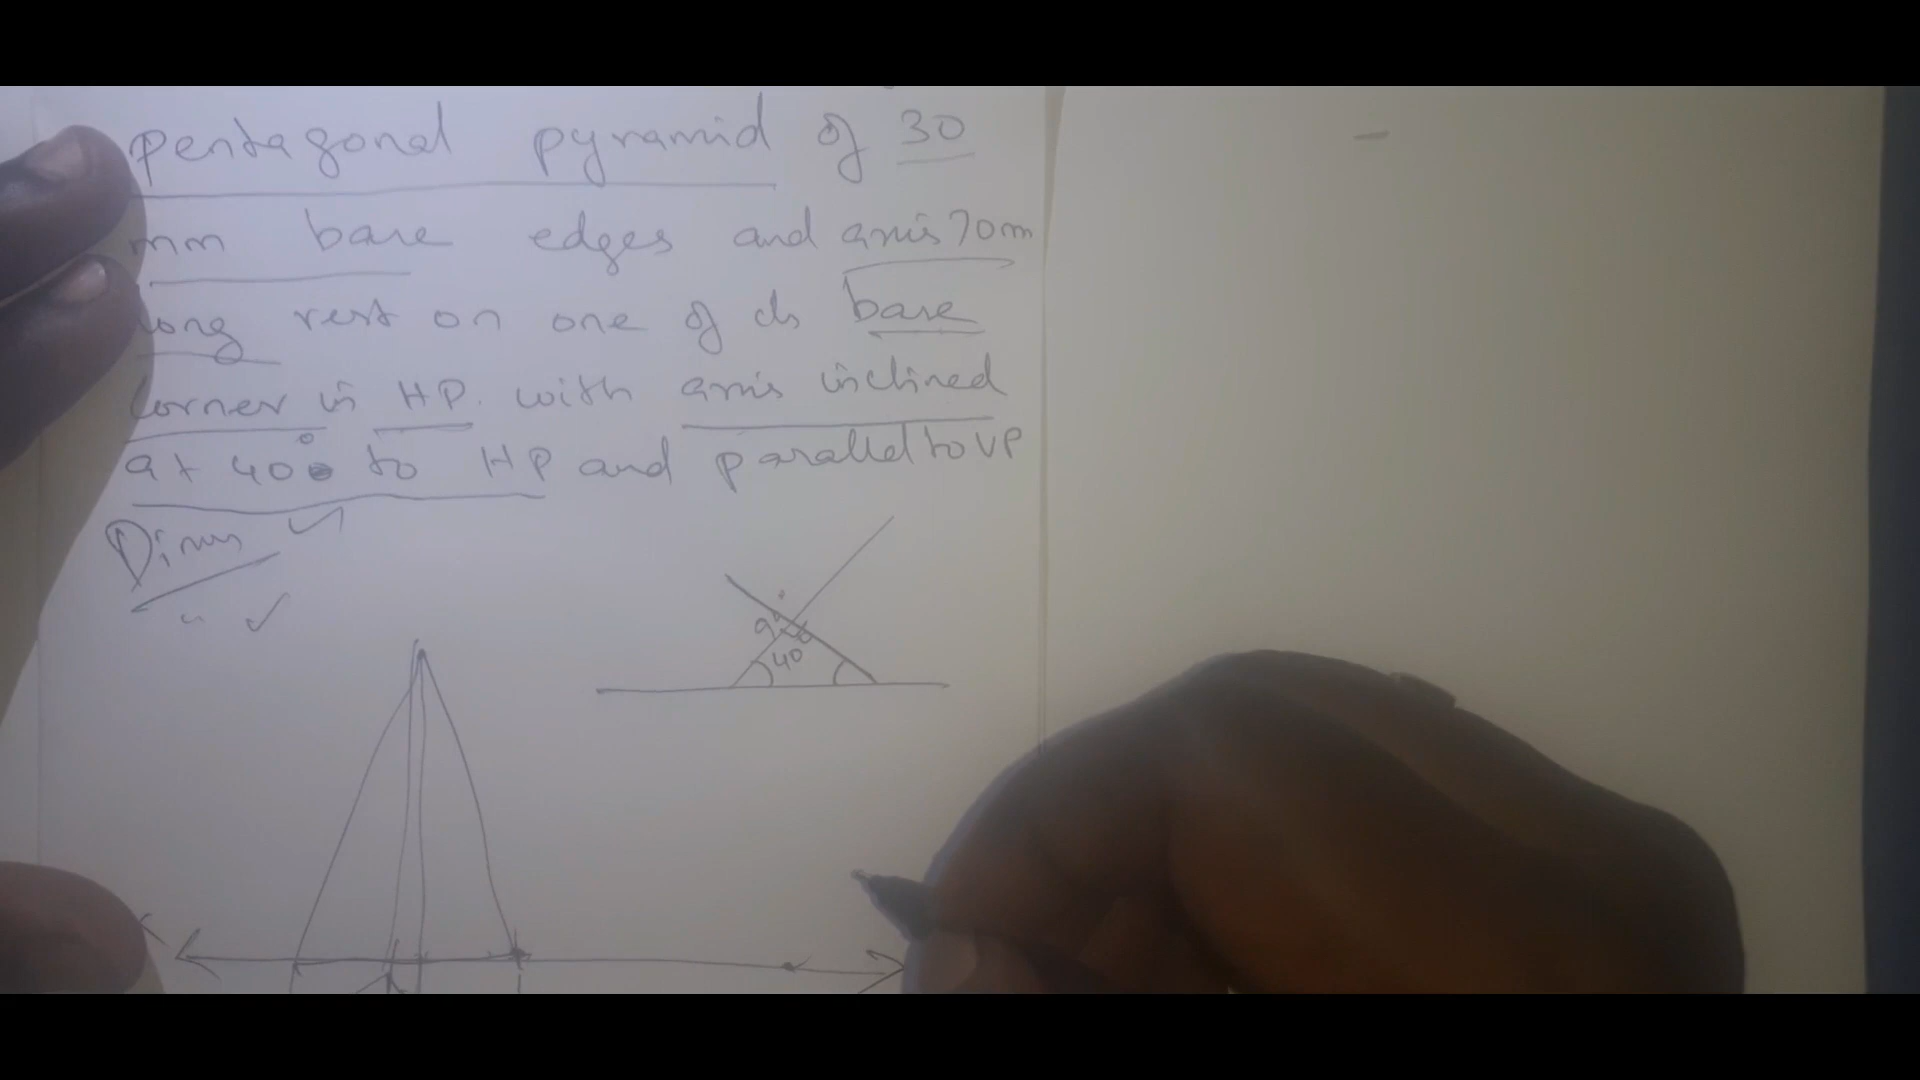 pentagonal pyramid of 30
mm base edges and axis 70m
long rest on one of its base
corner in HP. with axis inclined
at 40° to HP and parallel to VP
90°
40